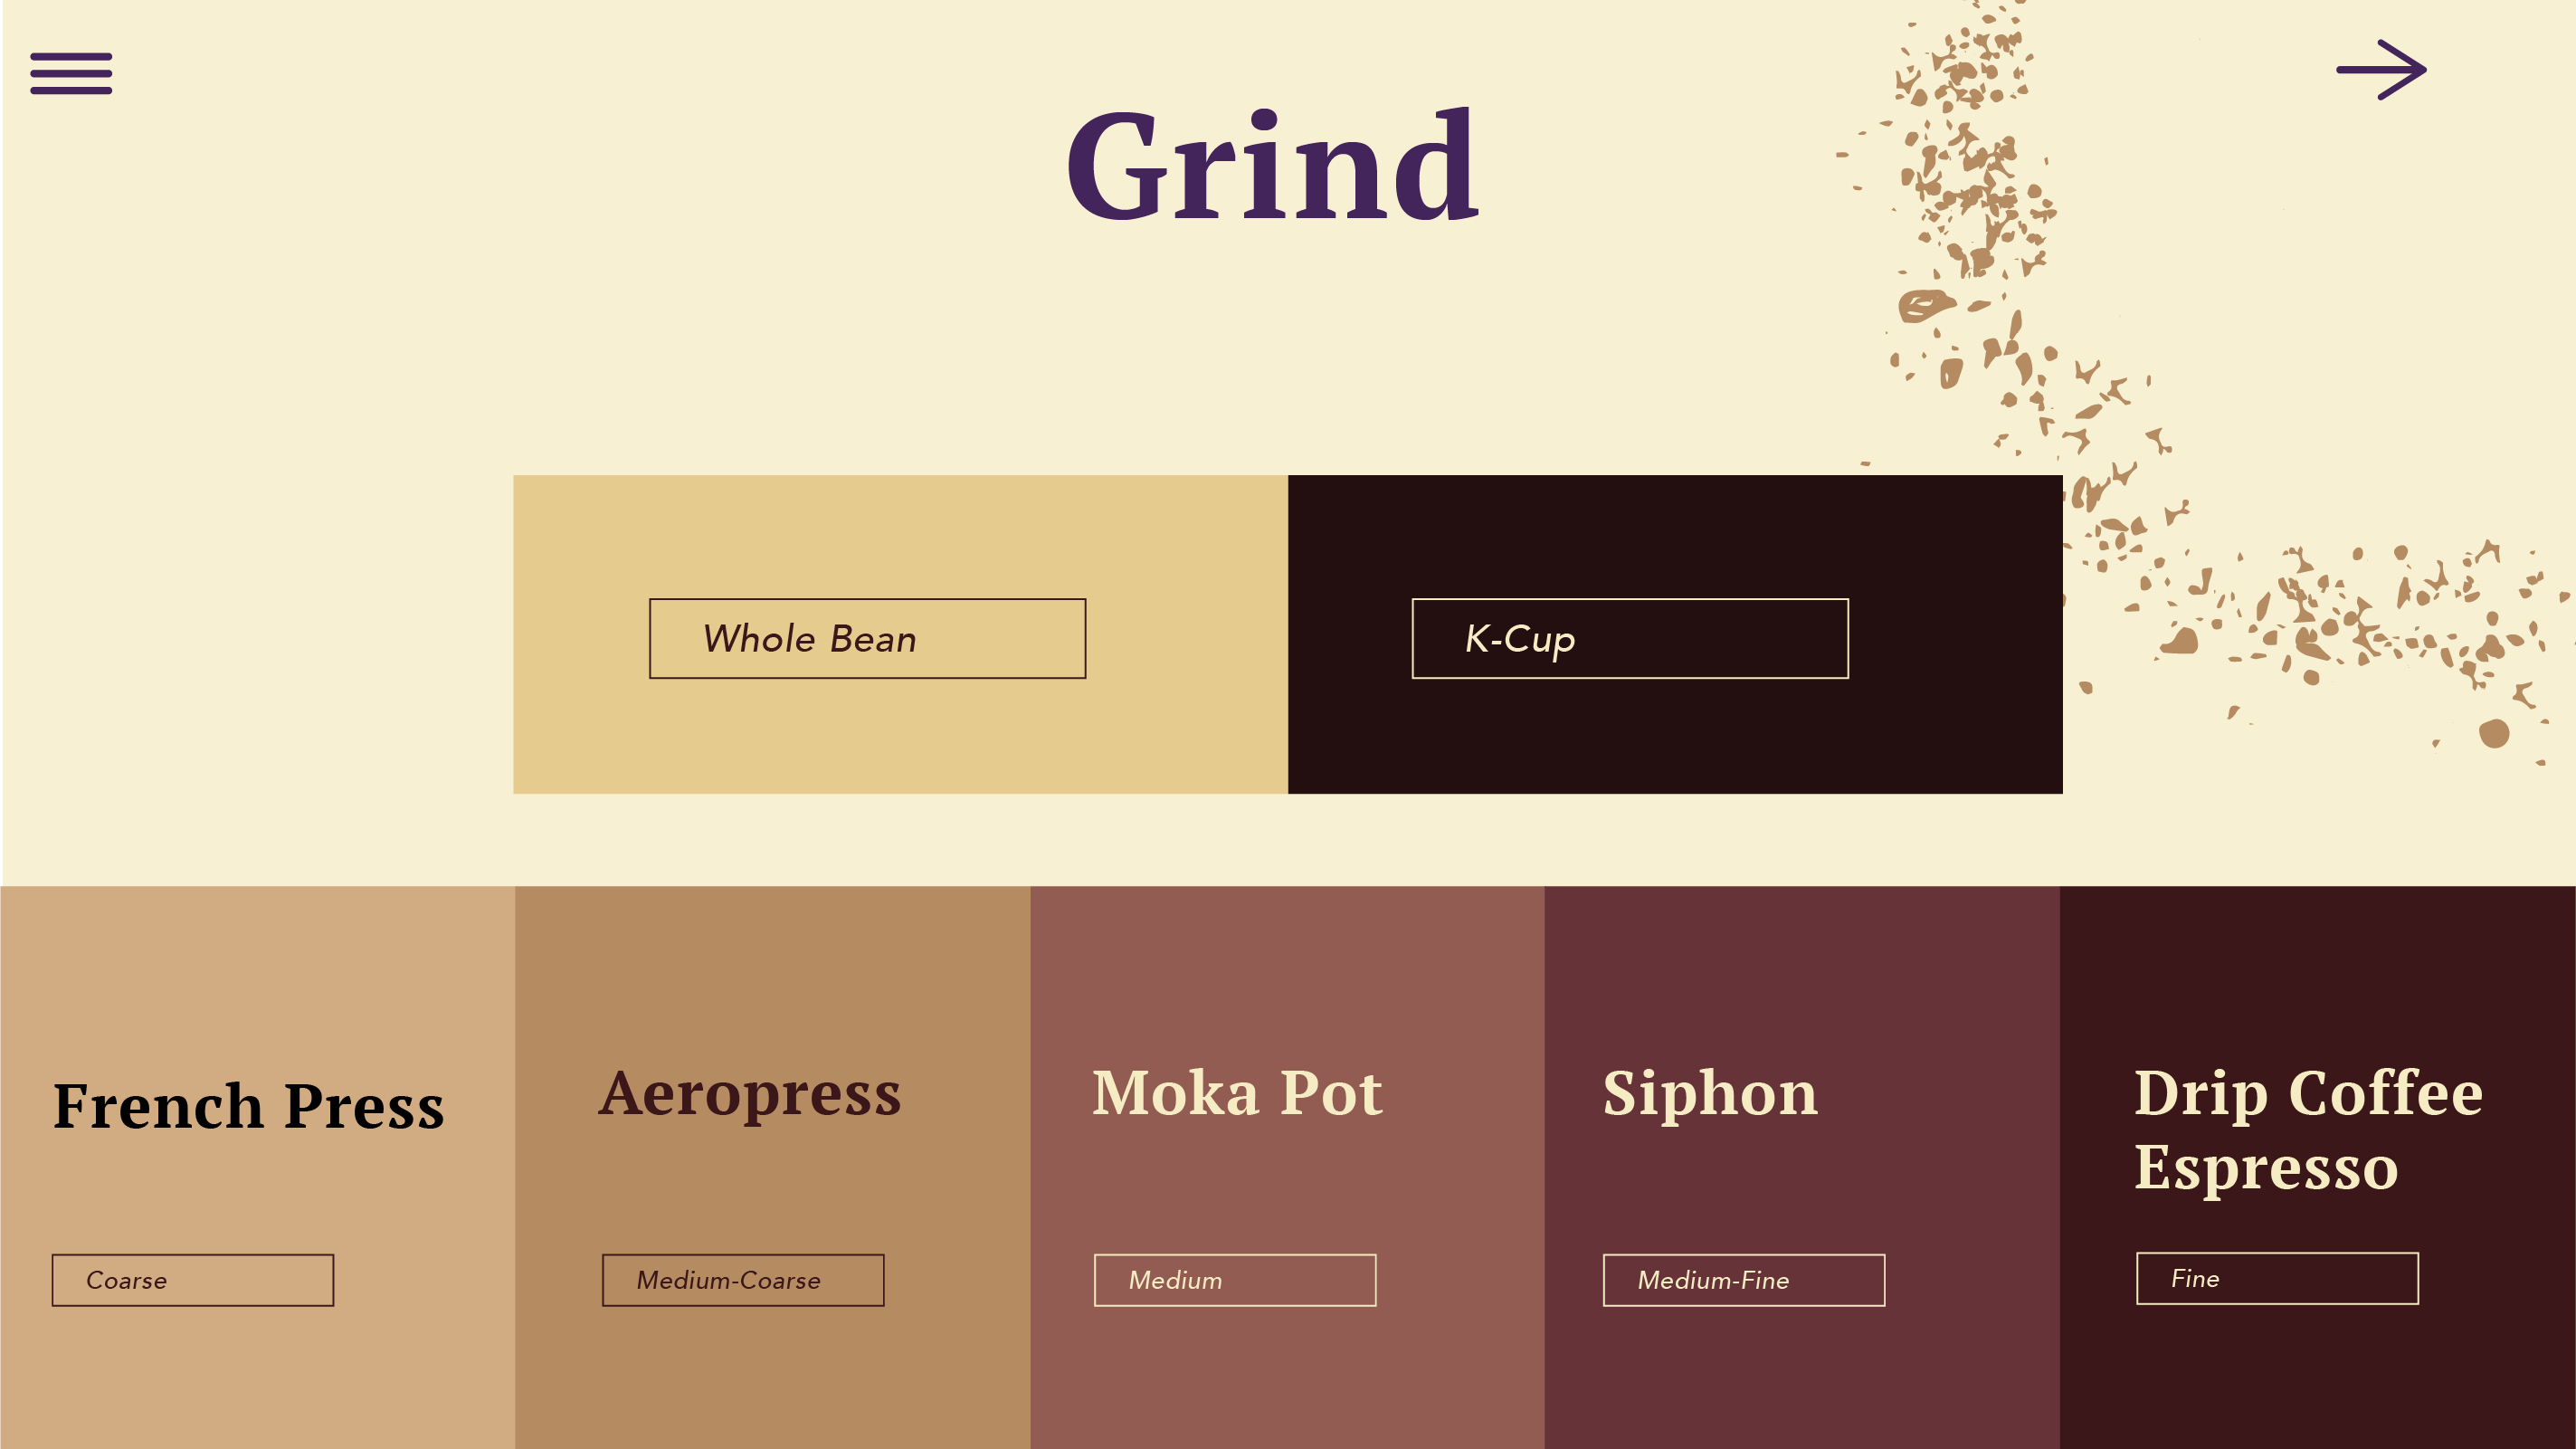 Grind
Whole Bean
K-Cup
French Press
Coarse
Aeropress
Medium-Coarse
Moka Pot
Medium
Siphon
Medium-Fine
Drip Coffee
Espresso
Fine